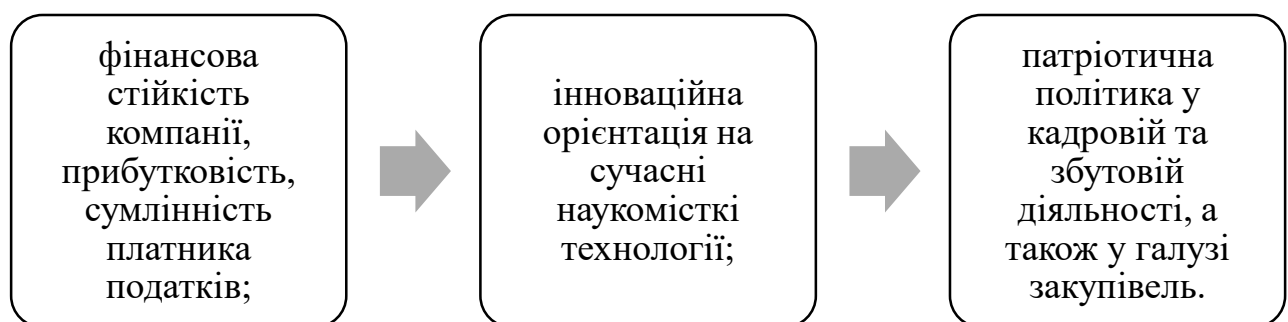 фінансова
стійкість
компанії,
прибутковість,
сумлінність
платника
податків;
інноваційна
орієнтація на
сучасні
наукомісткі
технології;
патріотична
політика у
кадровій та
збутовій
діяльності, а
також у галузі
закупівель.